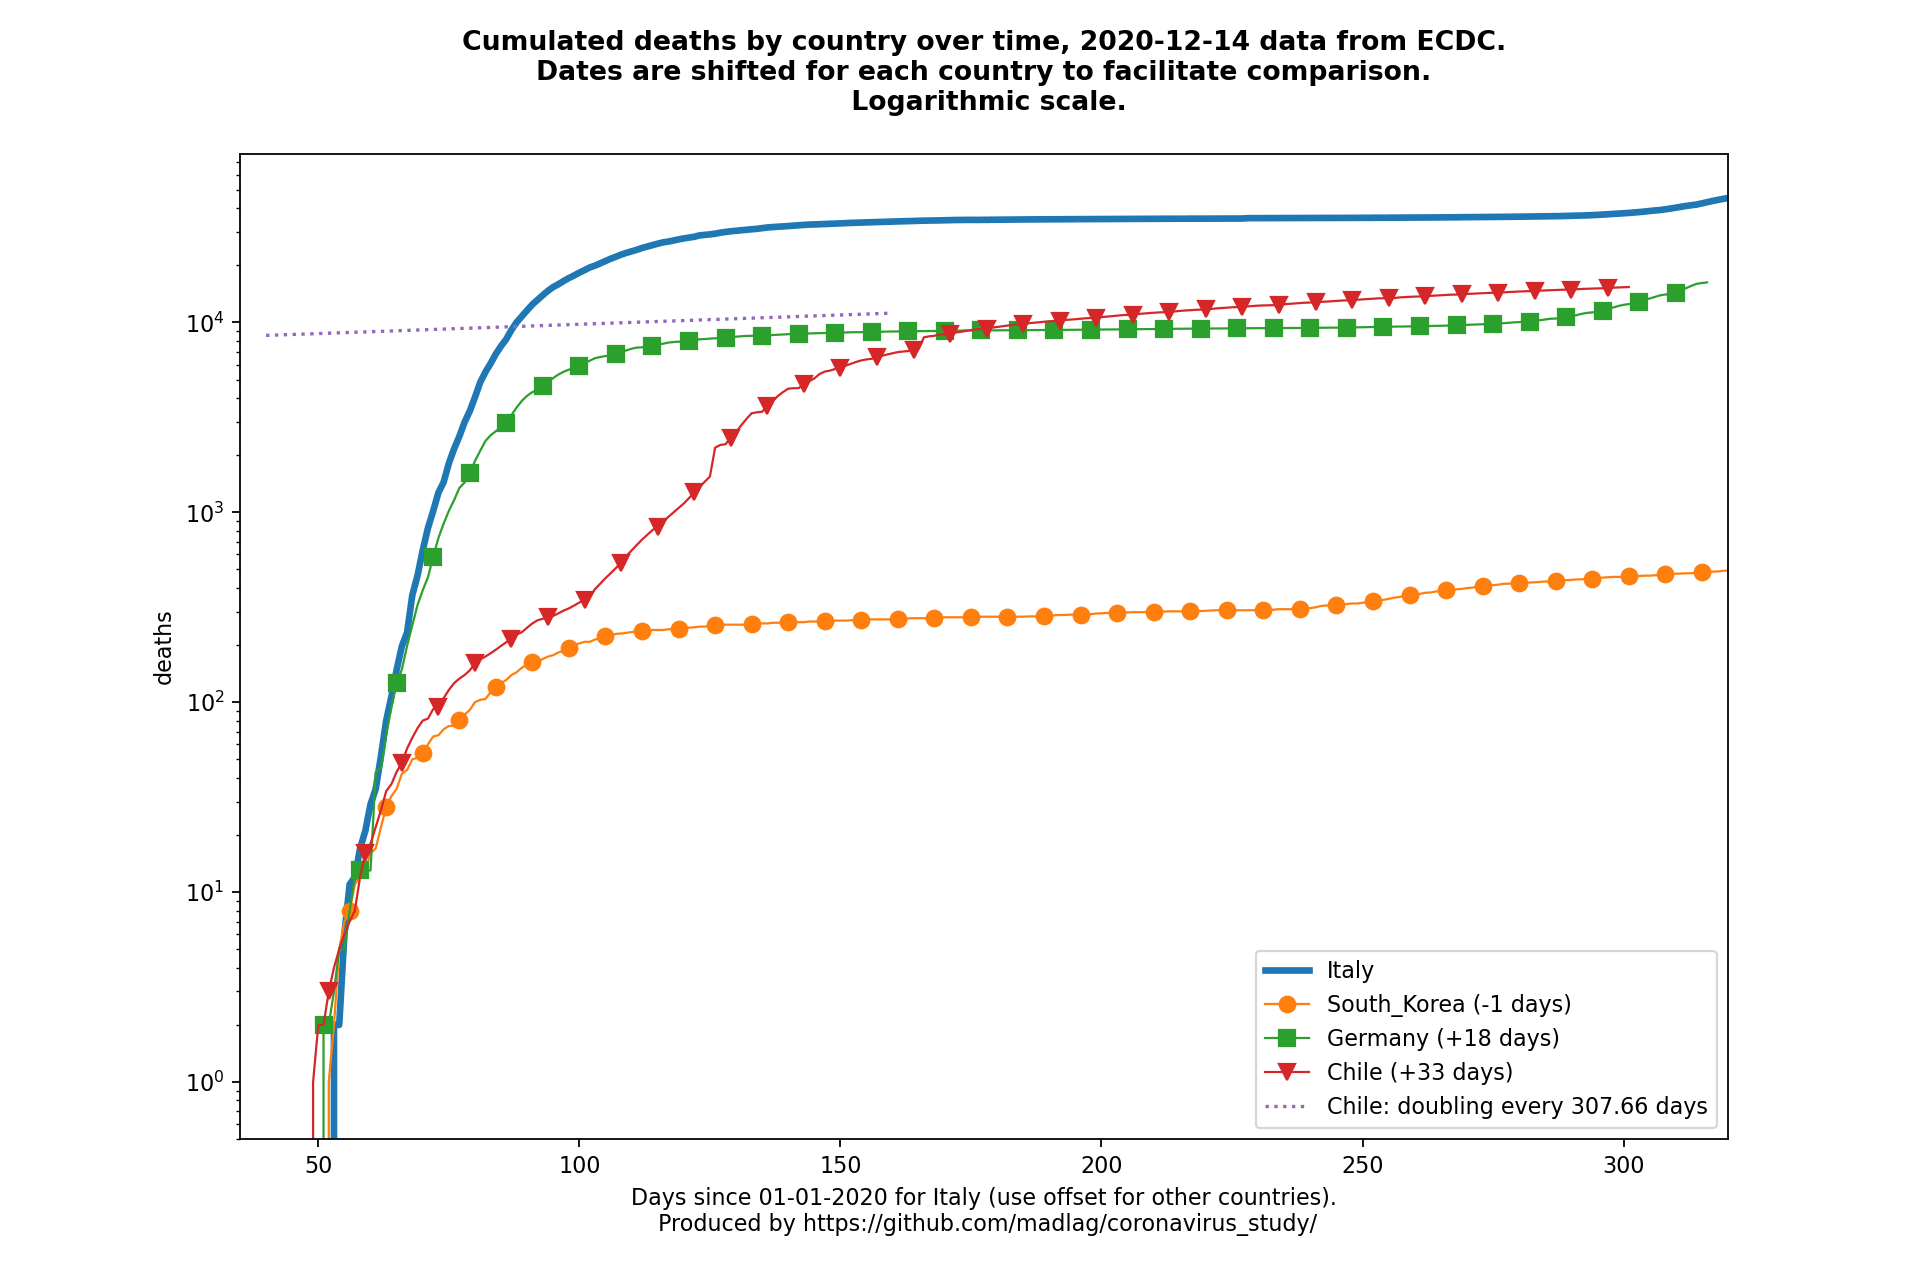 Cumulated deaths by country over time, 2020-12-14 data from ECDC.
Dates are shifted for each country to facilitate comparison.
Logarithmic scale.
deaths
10^4
10^3
10^2
10^1
10^0
50 100 150 200 250 300
Italy
South_Korea (-1 days)
Germany (+18 days)
Chile (+33 days)
Chile: doubling every 307.66 days
Days since 01-01-2020 for Italy (use offset for other countries).
Produced by https://github.com/madlag/coronavirus_study/